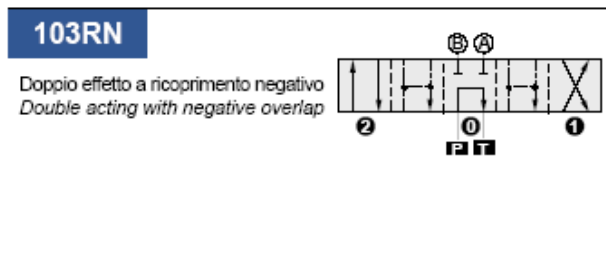 103RN
Doppio effetto a ricoprimento negativo
Double acting with negative overlap
B A
2 0 1
P T